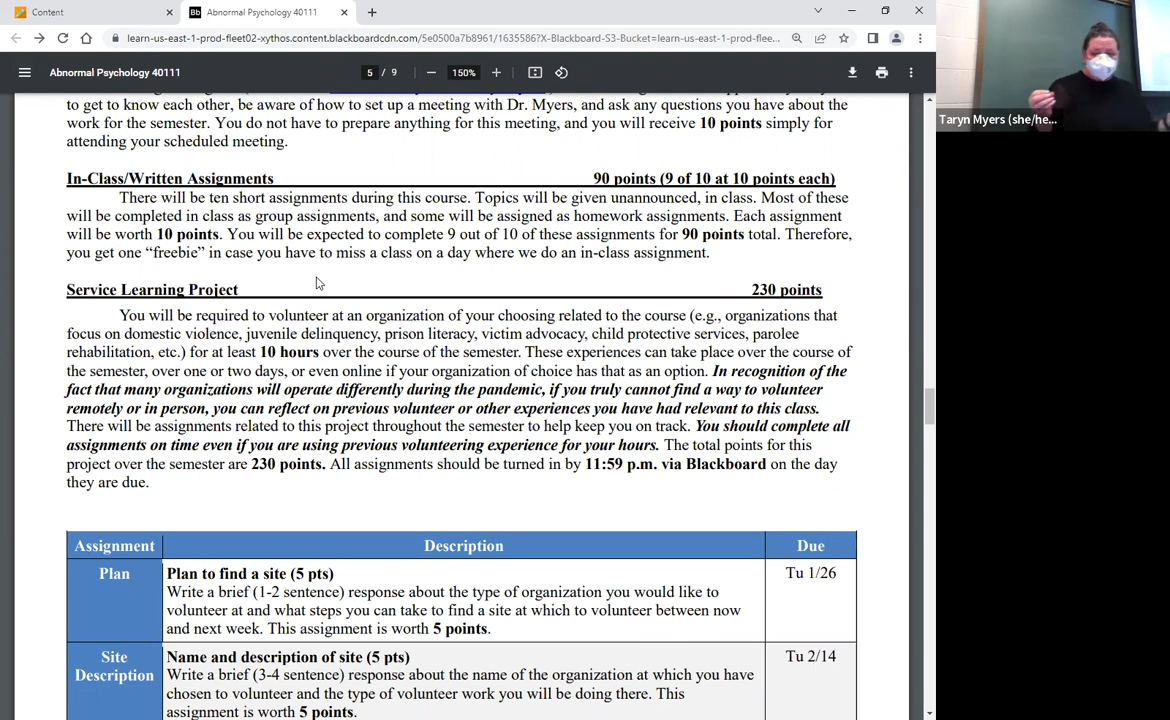 Content
Abnormal Psychology 40111
learn-us-east-1-prod-fleet02-xythos.content.blackboardcdn.com/5e0500a7b8961/1635586?X-Blackboard-S3-Bucket=learn-us-east-1-prod-flee...
Abnormal Psychology 40111
5 / 9
150%
to get to know each other, be aware of how to set up a meeting with Dr. Myers, and ask any questions you have about the
work for the semester. You do not have to prepare anything for this meeting, and you will receive 10 points simply for
attending your scheduled meeting.
In-Class/Written Assignments 90 points (9 of 10 at 10 points each)
There will be ten short assignments during this course. Topics will be given unannounced, in class. Most of these
will be completed in class as group assignments, and some will be assigned as homework assignments. Each assignment
will be worth 10 points. You will be expected to complete 9 out of 10 of these assignments for 90 points total. Therefore,
you get one “freebie” in case you have to miss a class on a day where we do an in-class assignment.
Service Learning Project 230 points
You will be required to volunteer at an organization of your choosing related to the course (e.g., organizations that
focus on domestic violence, juvenile delinquency, prison literacy, victim advocacy, child protective services, parolee
rehabilitation, etc.) for at least 10 hours over the course of the semester. These experiences can take place over the course of
the semester, over one or two days, or even online if your organization of choice has that as an option. In recognition of the
fact that many organizations will operate differently during the pandemic, if you truly cannot find a way to volunteer
remotely or in person, you can reflect on previous volunteer or other experiences you have had relevant to this class.
There will be assignments related to this project throughout the semester to help keep you on track. You should complete all
assignments on time even if you are using previous volunteering experience for your hours. The total points for this
project over the semester are 230 points. All assignments should be turned in by 11:59 p.m. via Blackboard on the day
they are due.
Assignment Description Due
Plan Plan to find a site (5 pts) Tu 1/26
Write a brief (1-2 sentence) response about the type of organization you would like to
volunteer at and what steps you can take to find a site at which to volunteer between now
and next week. This assignment is worth 5 points.
Site Description Name and description of site (5 pts) Tu 2/14
Write a brief (3-4 sentence) response about the name of the organization at which you have
chosen to volunteer and the type of volunteer work you will be doing there. This
assignment is worth 5 points.
Taryn Myers (she/he...